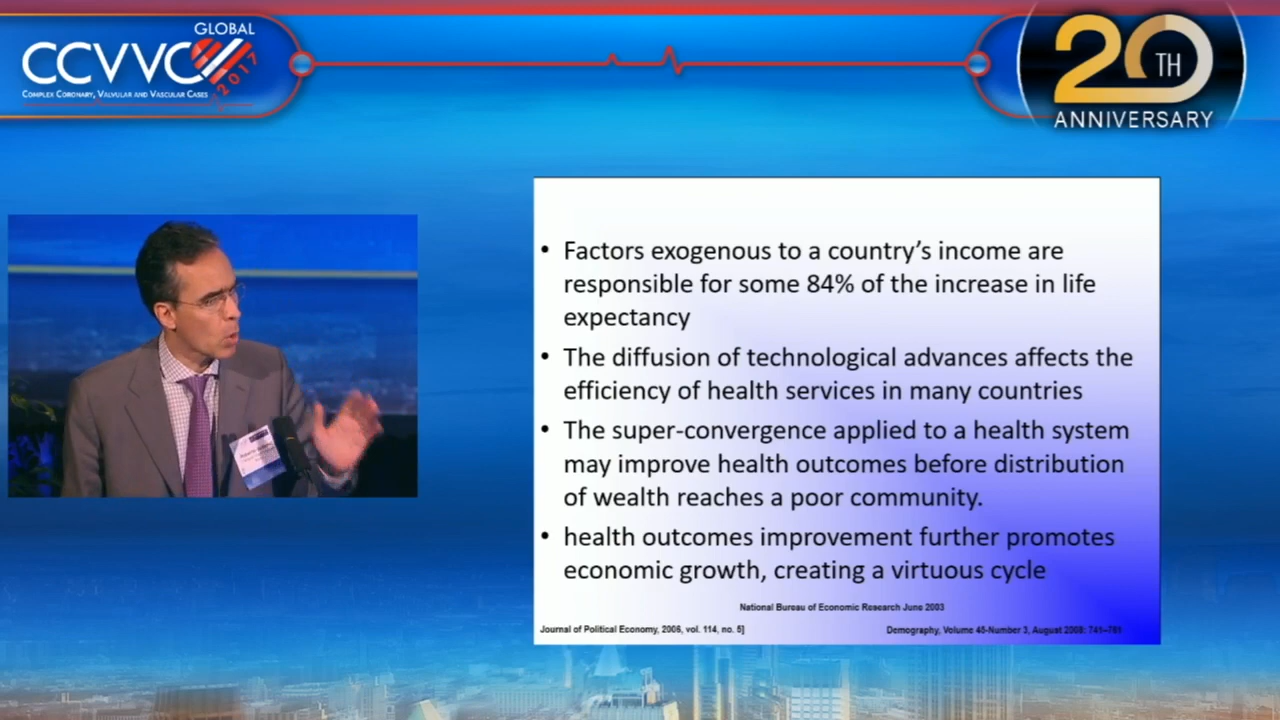 GLOBAL
CCVVC
2017
COMPLEX CORONARY, VALVULAR AND VASCULAR CASES
20TH
ANNIVERSARY
• Factors exogenous to a country's income are
responsible for some 84% of the increase in life
expectancy
• The diffusion of technological advances affects the
efficiency of health services in many countries
• The super-convergence applied to a health system
may improve health outcomes before distribution
of wealth reaches a poor community.
• health outcomes improvement further promotes
economic growth, creating a virtuous cycle
National Bureau of Economic Research June 2003
Journal of Political Economy, 2006, vol. 114, no. 5]
Demography, Volume 45-Number 3, August 2008: 741–